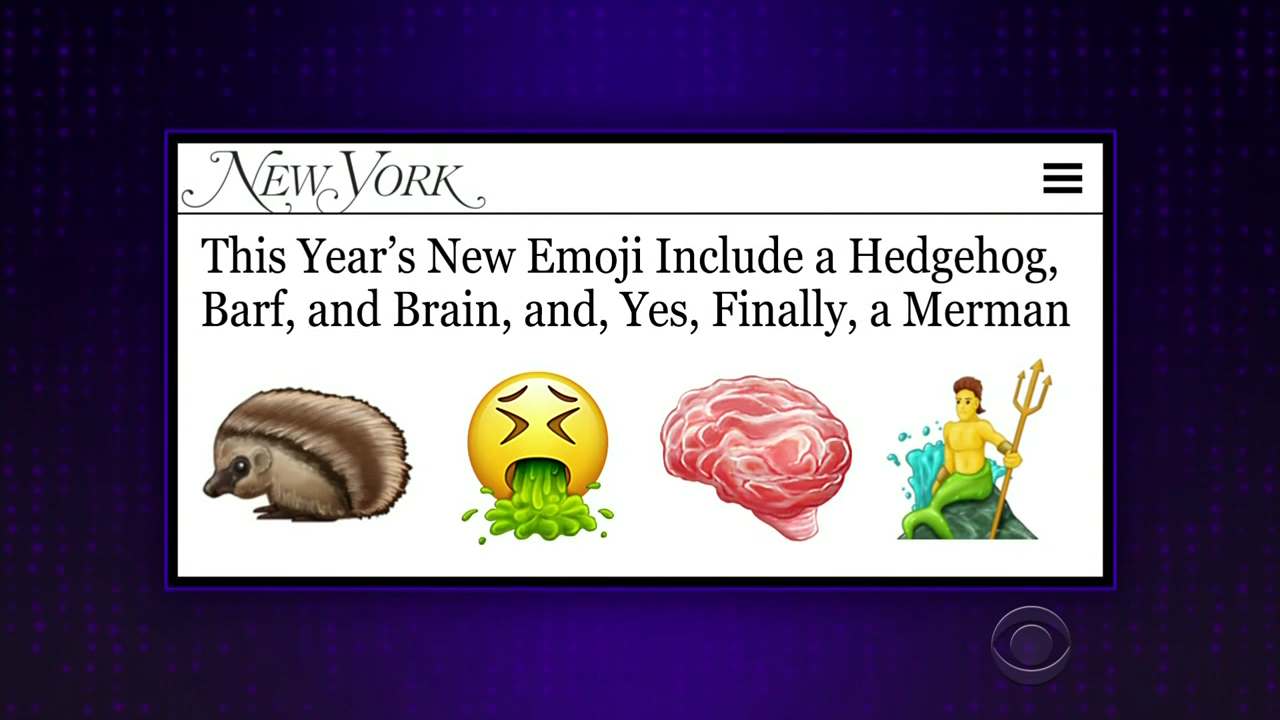 NEW YORK
This Year’s New Emoji Include a Hedgehog,
Barf, and Brain, and, Yes, Finally, a Merman